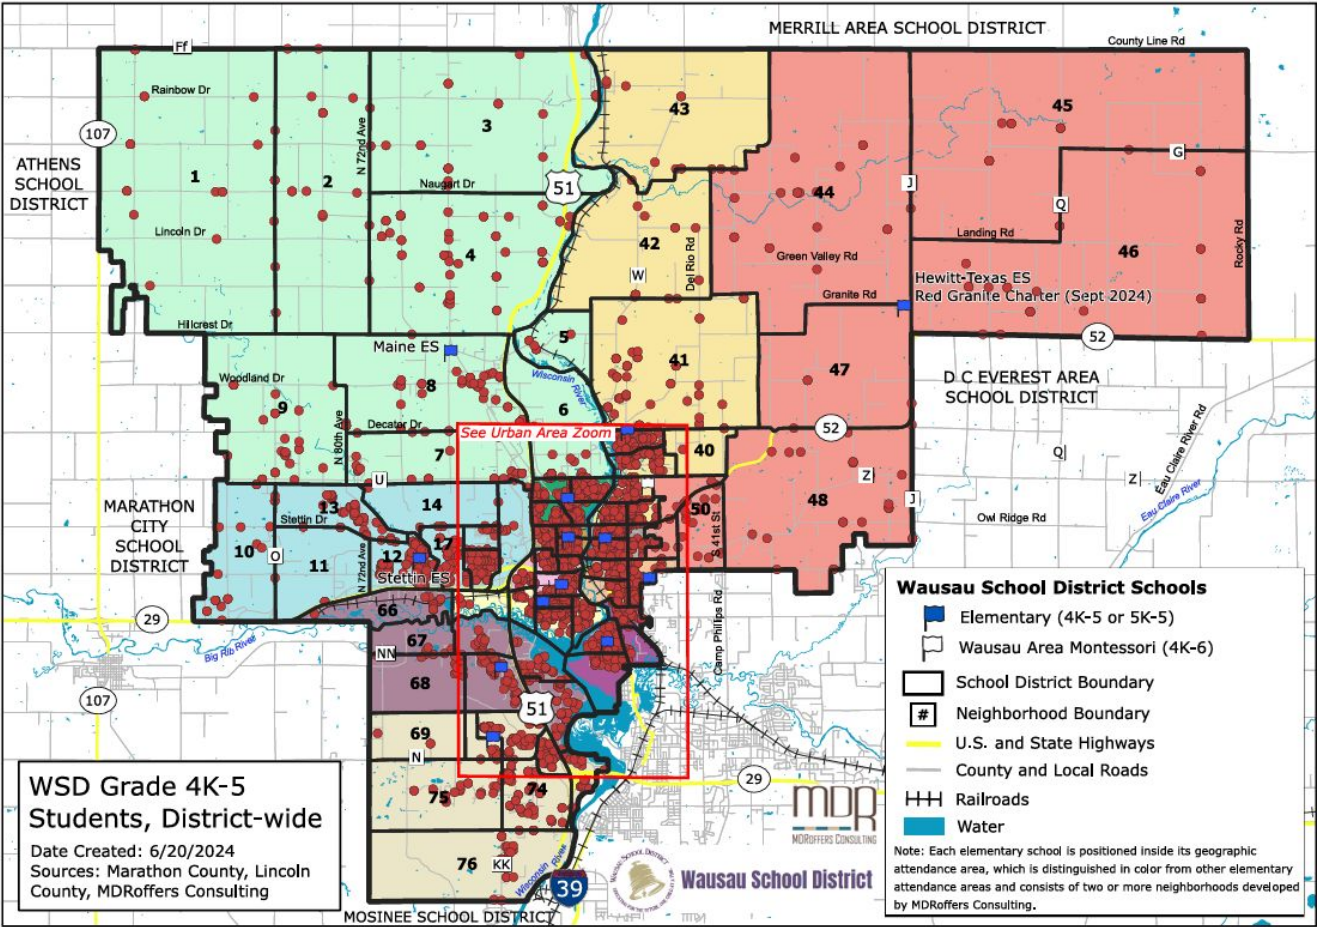 MERRILL AREA SCHOOL DISTRICT
County Line Rd
Ff
Rainbow Dr
107
N 72nd Ave
3
43
45
G
ATHENS
SCHOOL
DISTRICT
1
2
Naugart Dr
51
44
J
Q
Lincoln Dr
4
42
Del Rio Rd
W
Landing Rd
46
Rocky Rd
Green Valley Rd
Hewitt-Texas ES
Red Granite Charter (Sept 2024)
Granite Rd
Hillcrest Dr
5
52
Maine ES
41
47
D C EVEREST AREA
SCHOOL DISTRICT
Woodland Dr
8
Wisconsin
River
9
6
N 80th Ave
Decator Dr
See Urban Area Zoom
52
40
7
U
Q
Z
Z
J
Eau Claire River Rd
Eau Claire River
MARATHON
CITY
SCHOOL
DISTRICT
13
14
Stettin Dr
50
48
S 41st St
Owl Ridge Rd
10
O
11
N 72nd Ave
12
17
Stettin ES
66
29
Big Rib River
67
NN
68
Camp Phillips Rd
107
51
69
N
75
74
29
76
KK
Wisconsin
River
39
MOSINEE SCHOOL DISTRICT
WSD Grade 4K-5
Students, District-wide
Date Created: 6/20/2024
Sources: Marathon County, Lincoln
County, MDRoffers Consulting
MDR
MDROFFERS CONSULTING
Wausau School District
Wausau School District Schools
Elementary (4K-5 or 5K-5)
Wausau Area Montessori (4K-6)
School District Boundary
# Neighborhood Boundary
U.S. and State Highways
County and Local Roads
Railroads
Water
Note: Each elementary school is positioned inside its geographic
attendance area, which is distinguished in color from other elementary
attendance areas and consists of two or more neighborhoods developed
by MDRoffers Consulting.